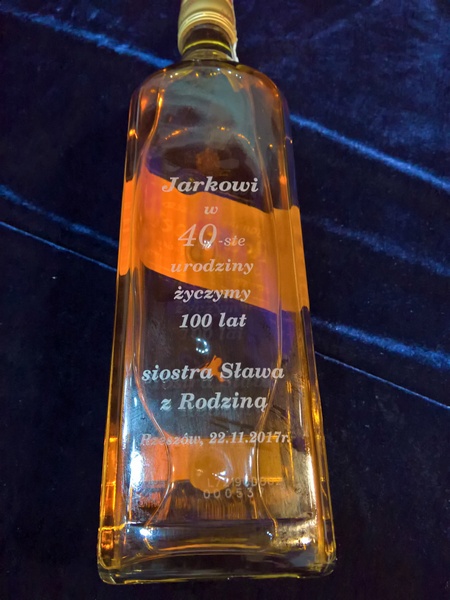 Jarkowi
w
40-ste
urodziny
życzymy
100 lat
siostra Sława
z Rodziną
Rzeszów, 22.11.2017r.